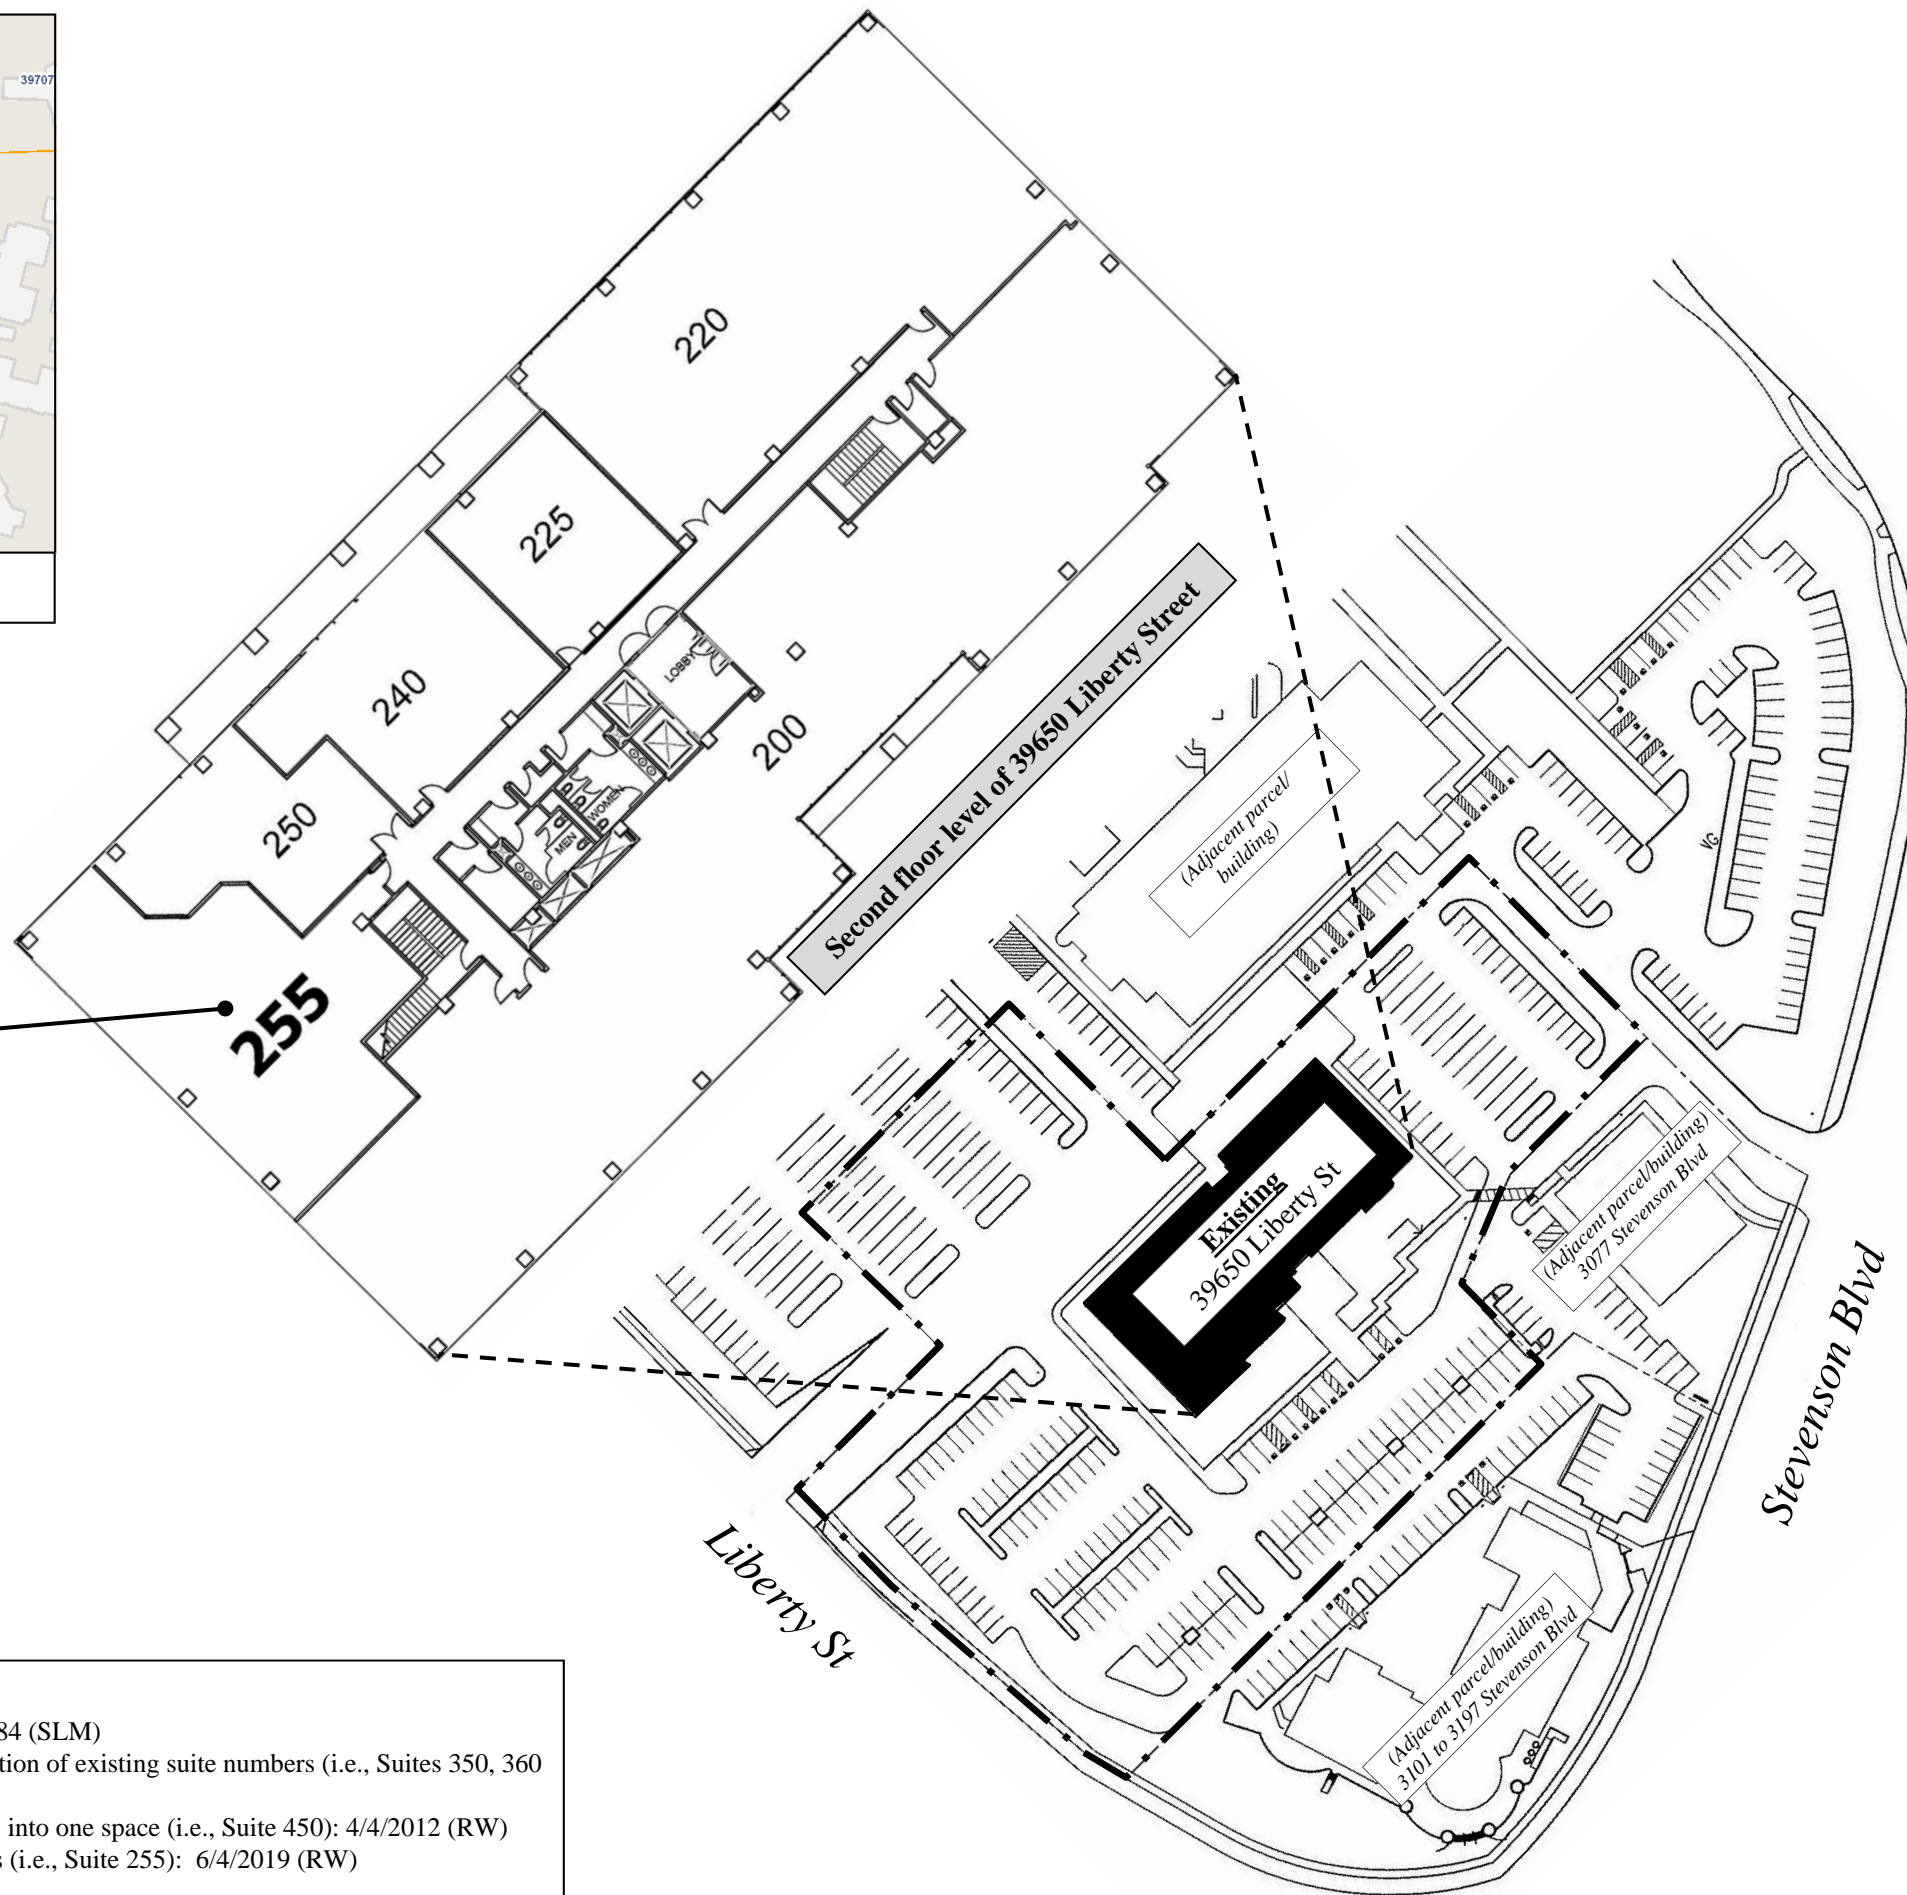 39707
220
225
240
LOBBY
200
WOMEN
MEN
250
255
Second floor level of 39650 Liberty Street
(Adjacent parcel/
building)
VG
Existing
39650 Liberty St
(Adjacent parcel/building)
3077 Stevenson Blvd
Stevenson Blvd
Liberty St
(Adjacent parcel/building)
3101 to 3197 Stevenson Blvd
84 (SLM)
tion of existing suite numbers (i.e., Suites 350, 360
into one space (i.e., Suite 450): 4/4/2012 (RW)
s (i.e., Suite 255): 6/4/2019 (RW)